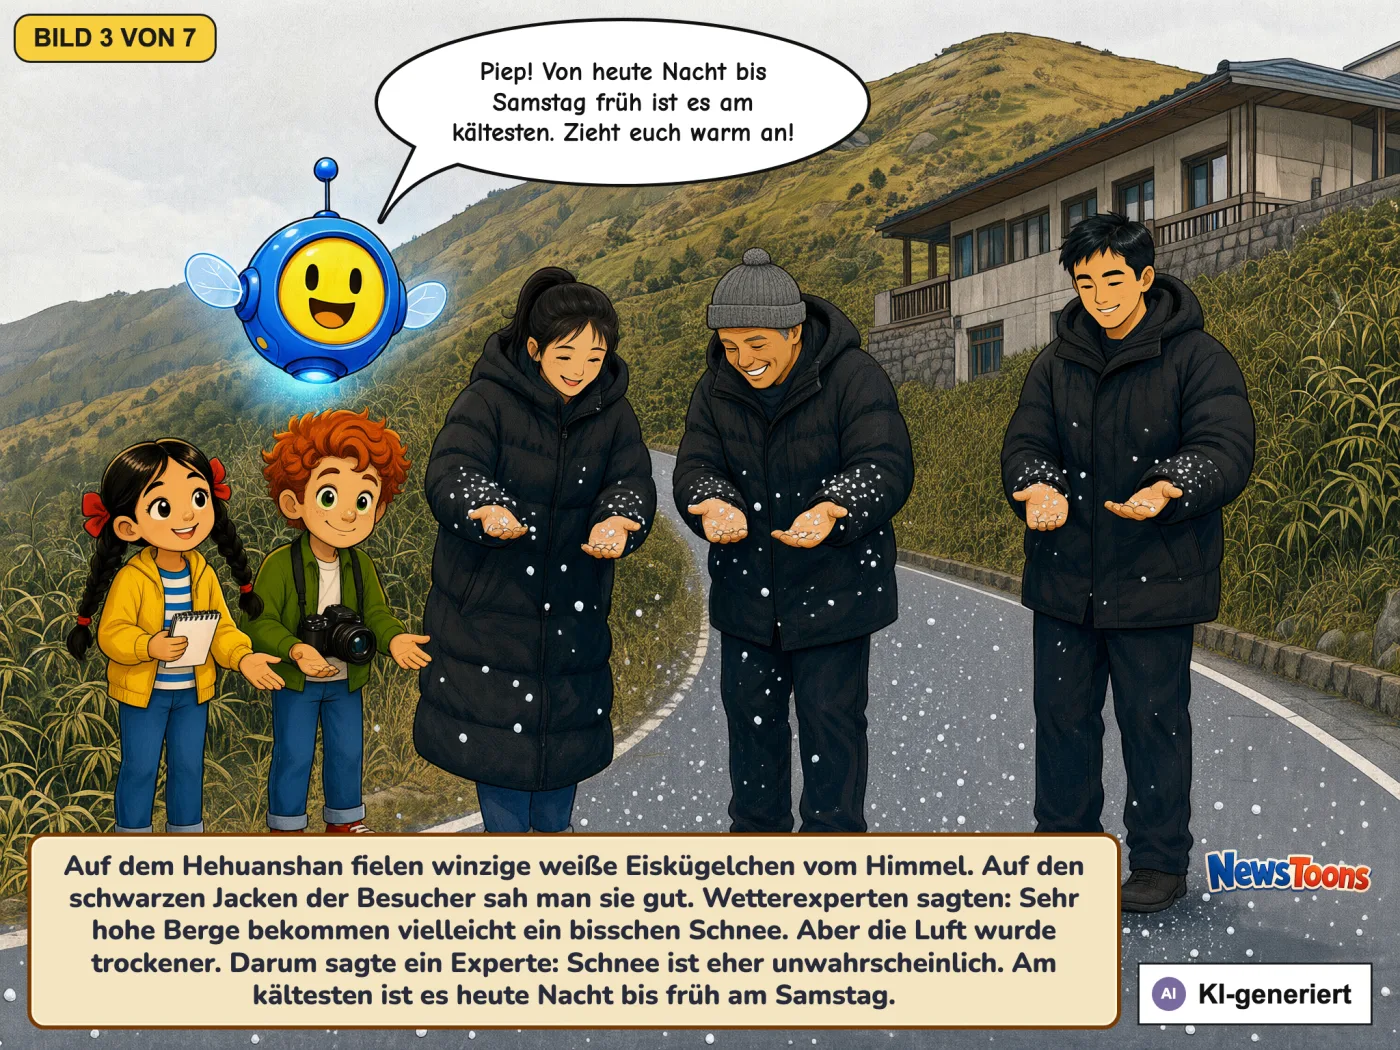 BILD 3 VON 7
Piep! Von heute Nacht bis
Samstag früh ist es am
kältesten. Zieht euch warm an!
Auf dem Hehuanshan fielen winzige weiße Eiskügelchen vom Himmel. Auf den
schwarzen Jacken der Besucher sah man sie gut. Wetterexperten sagten: Sehr
hohe Berge bekommen vielleicht ein bisschen Schnee. Aber die Luft wurde
trockener. Darum sagte ein Experte: Schnee ist eher unwahrscheinlich. Am
kältesten ist es heute Nacht bis früh am Samstag.
NewsToons
AI KI-generiert